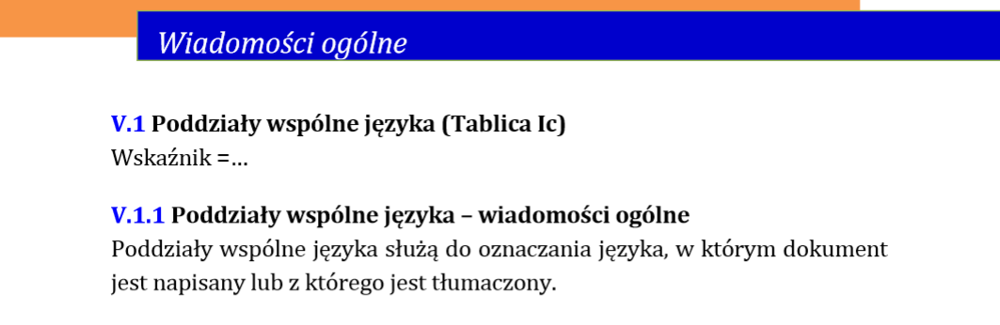 Wiadomości ogólne
V.1 Poddziały wspólne języka (Tablica Ic)
Wskaźnik =...
V.1.1 Poddziały wspólne języka – wiadomości ogólne
Poddziały wspólne języka służą do oznaczania języka, w którym dokument
jest napisany lub z którego jest tłumaczony.